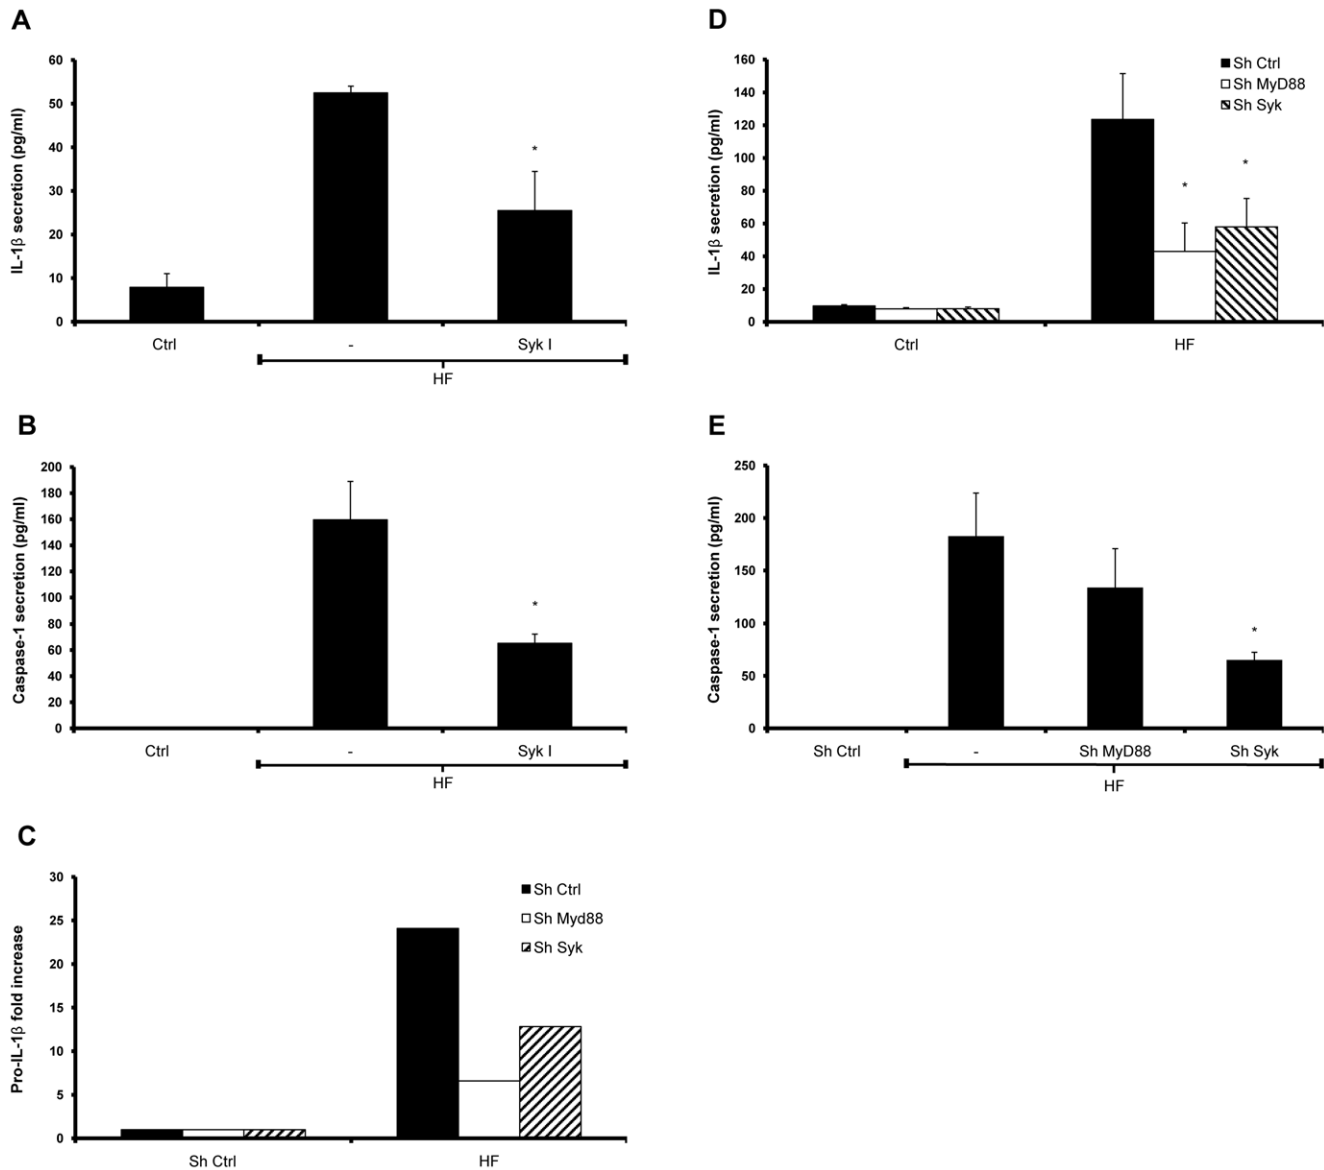 A
IL-1β secretion (pg/ml)
60
50
40
30
20
10
0
*
Ctrl
-
Syk I
HF
B
Caspase-1 secretion (pg/ml)
200
180
160
140
120
100
80
60
40
20
0
*
Ctrl
-
Syk I
HF
C
Pro-IL-1β fold increase
30
25
20
15
10
5
0
Sh Ctrl
Sh Myd88
Sh Syk
Sh Ctrl
HF
D
IL-1β secretion (pg/ml)
160
140
120
100
80
60
40
20
0
Sh Ctrl
Sh MyD88
Sh Syk
*
*
Ctrl
HF
E
Caspase-1 secretion (pg/ml)
250
200
150
100
50
0
*
Sh Ctrl
-
Sh MyD88
Sh Syk
HF